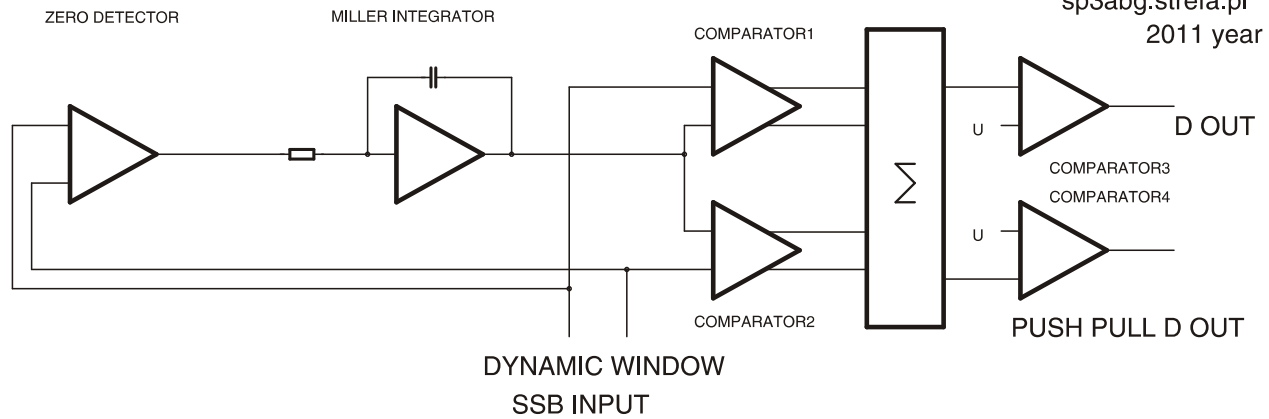 sp3abg.strefa.pl
2011 year
ZERO DETECTOR
MILLER INTEGRATOR
COMPARATOR1
U
D OUT
COMPARATOR3
COMPARATOR4
Σ
U
COMPARATOR2
PUSH PULL D OUT
DYNAMIC WINDOW
SSB INPUT